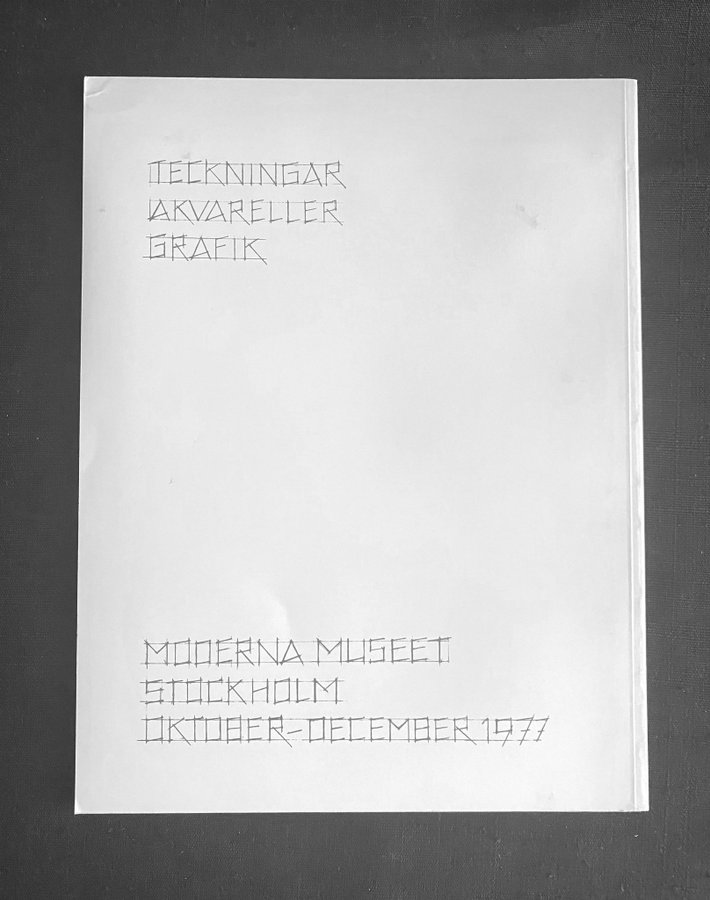 TECKNINGAR
AKVARELLER
GRAFIK
MODERNA MUSEET
STOCKHOLM
OKTOBER-DECEMBER 1977